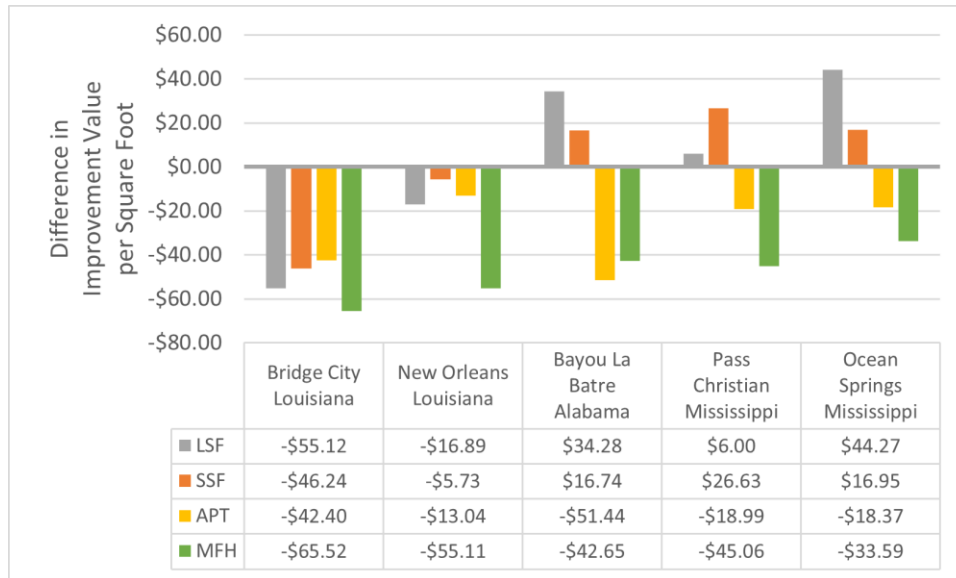 $60.00
$40.00
$20.00
$0.00
-$20.00
-$40.00
-$60.00
-$80.00
Difference in
Improvement Value
per Square Foot
Bridge City
Louisiana
New Orleans
Louisiana
Bayou La
Batre
Alabama
Pass
Christian
Mississippi
Ocean
Springs
Mississippi
LSF -$55.12 -$16.89 $34.28 $6.00 $44.27
SSF -$46.24 -$5.73 $16.74 $26.63 $16.95
APT -$42.40 -$13.04 -$51.44 -$18.99 -$18.37
MFH -$65.52 -$55.11 -$42.65 -$45.06 -$33.59